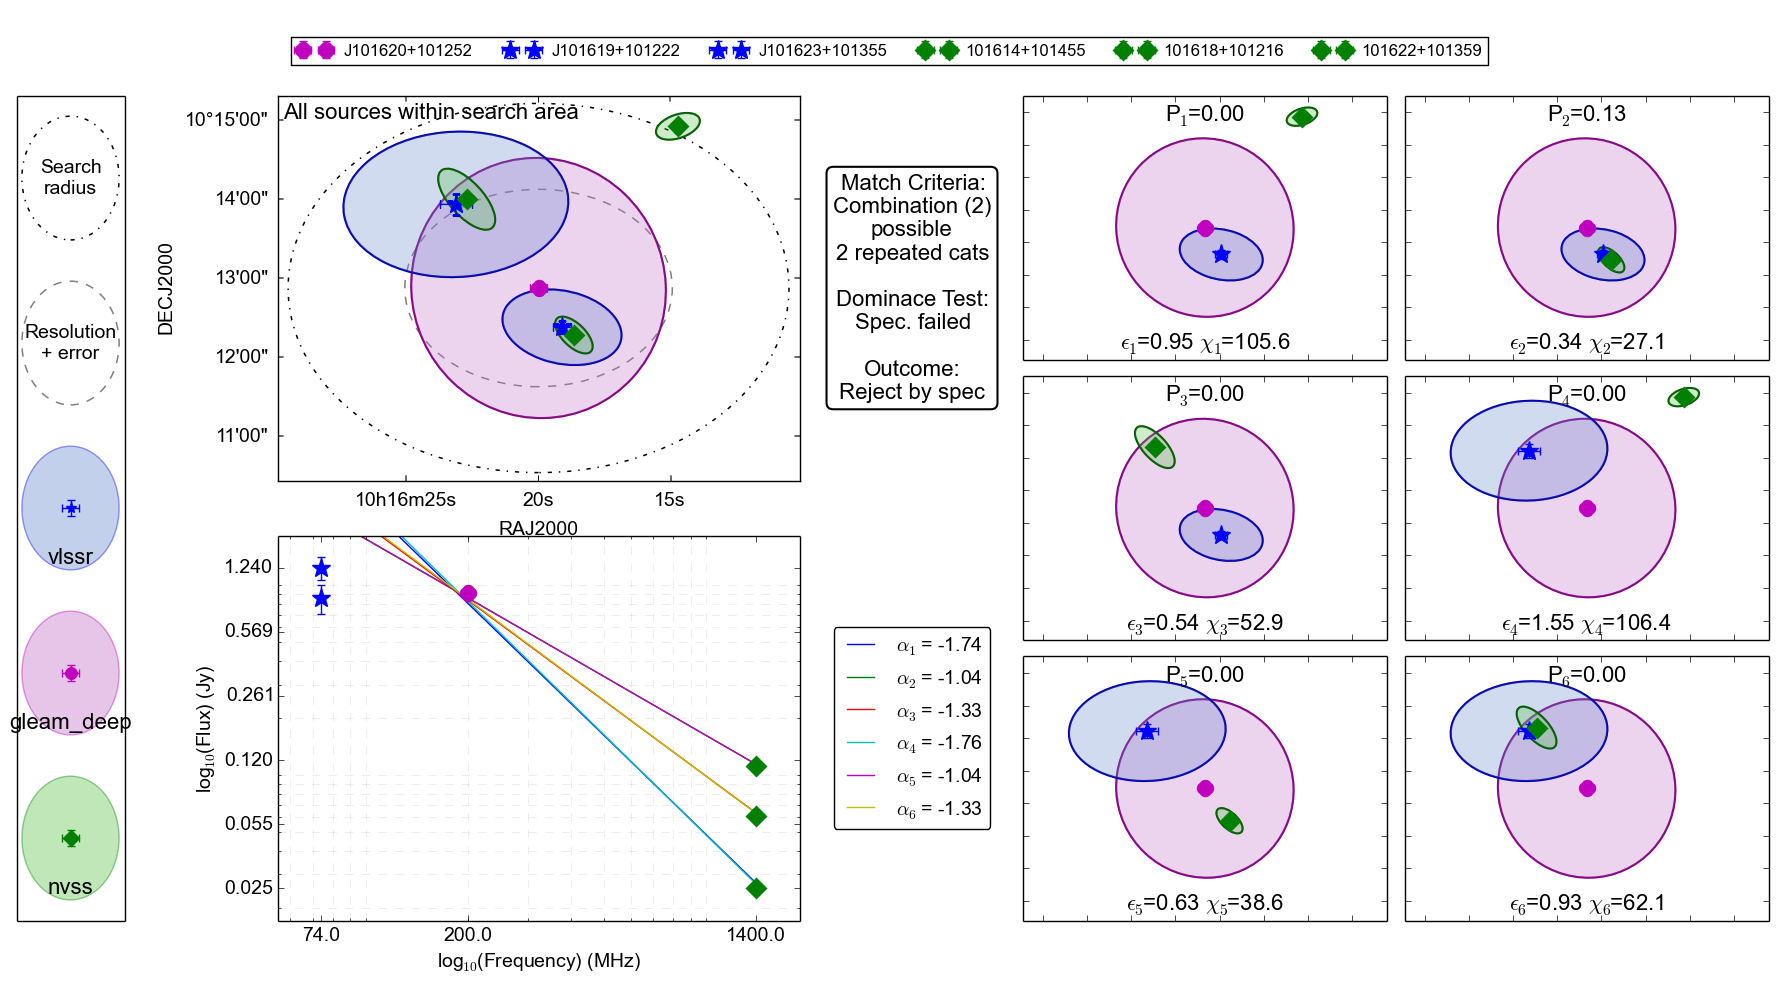 J101620+101252 J101619+101222 J101623+101355 101614+101455 101618+101216 101622+101359
Search
radius
Resolution
+ error
vlssr
gleam_deep
nvss
All sources within search area
DECJ2000
10°15'00"
14'00"
13'00"
12'00"
11'00"
10h16m25s 20s 15s
RAJ2000
log₁₀(Flux) (Jy)
1.240
0.569
0.261
0.120
0.055
0.025
74.0 200.0 1400.0
log₁₀(Frequency) (MHz)
Match Criteria:
Combination (2)
possible
2 repeated cats
Dominace Test:
Spec. failed
Outcome:
Reject by spec
α₁ = -1.74
α₂ = -1.04
α₃ = -1.33
α₄ = -1.76
α₅ = -1.04
α₆ = -1.33
P₁=0.00
ϵ₁=0.95 χ₁=105.6
P₂=0.13
ϵ₂=0.34 χ₂=27.1
P₃=0.00
ϵ₃=0.54 χ₃=52.9
P₄=0.00
ϵ₄=1.55 χ₄=106.4
P₅=0.00
ϵ₅=0.63 χ₅=38.6
P₆=0.00
ϵ₆=0.93 χ₆=62.1